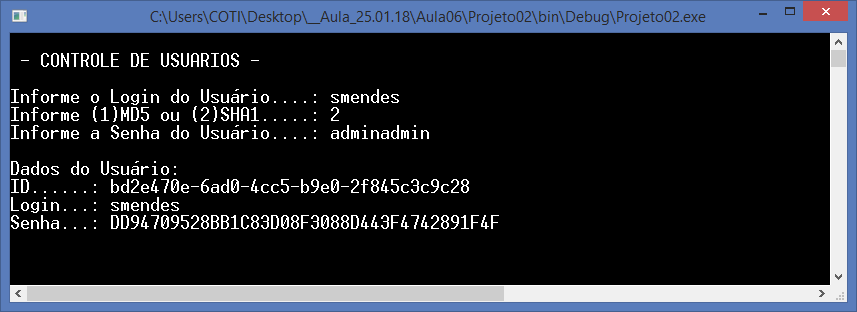 C:\Users\COTI\Desktop\__Aula_25.01.18\Aula06\Projeto02\bin\Debug\Projeto02.exe
- CONTROLE DE USUARIOS -
Informe o Login do Usuário....: smendes
Informe (1)MD5 ou (2)SHA1.....: 2
Informe a Senha do Usuário....: adminadmin
Dados do Usuário:
ID......: bd2e470e-6ad0-4cc5-b9e0-2f845c3c9c28
Login...: smendes
Senha...: DD94709528BB1C83D08F3088D443F4742891F4F